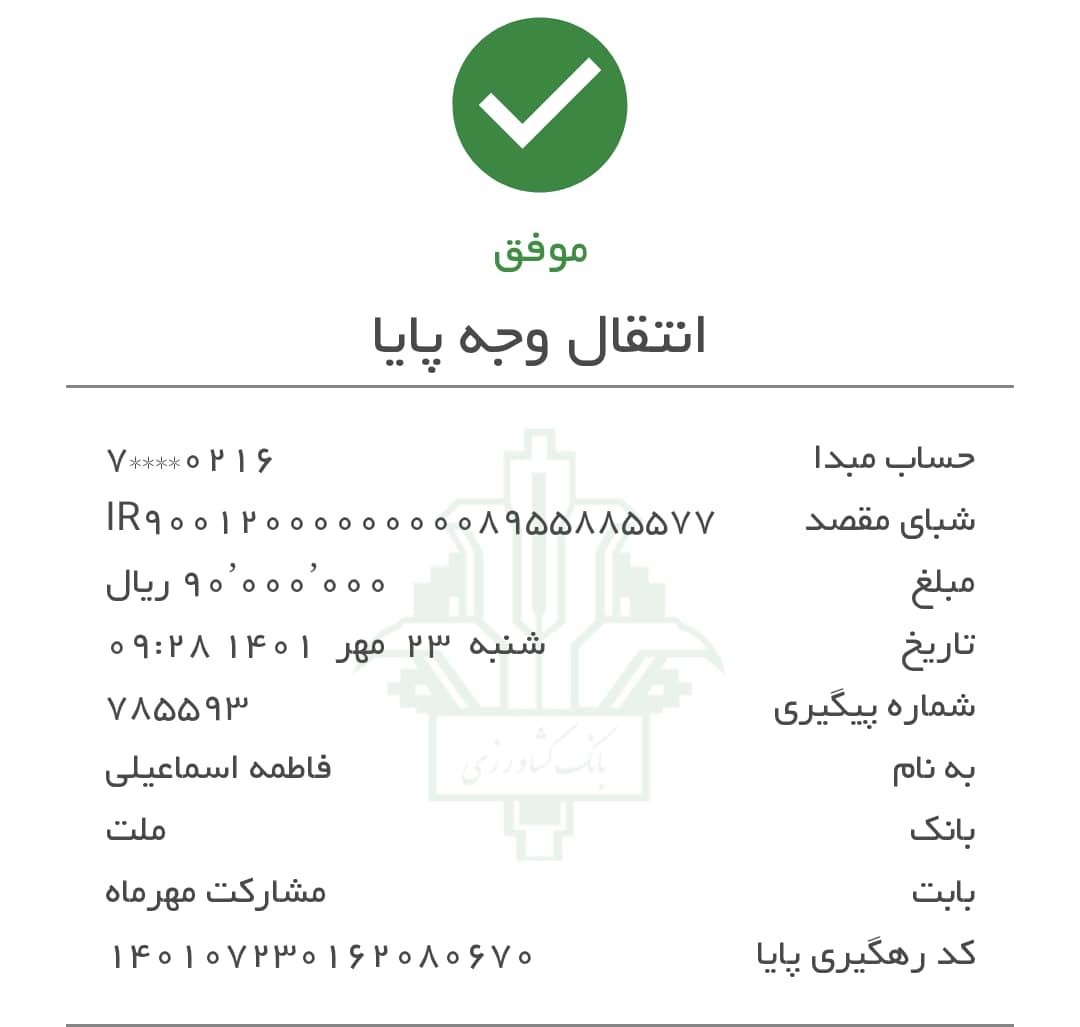 موفق
انتقال وجه پایا
حساب مبدا ۷****۰۲۱۶
شبای مقصد IR۹۰۰۱۲۰۰۰۰۰۰۰۰۰۰۸۹۵۵۸۸۵۵۷۷
مبلغ ۹۰٬۰۰۰٬۰۰۰ ریال
تاریخ شنبه ۲۳ مهر ۱۴۰۱ ۰۹:۲۸
شماره پیگیری ۷۸۵۵۹۳
به نام فاطمه اسماعیلی
بانک ملت
بابت مشارکت مهرماه
کد رهگیری پایا ۱۴۰۱۰۷۲۳۰۱۶۲۰۸۰۶۷۰
بانک کشاورزی